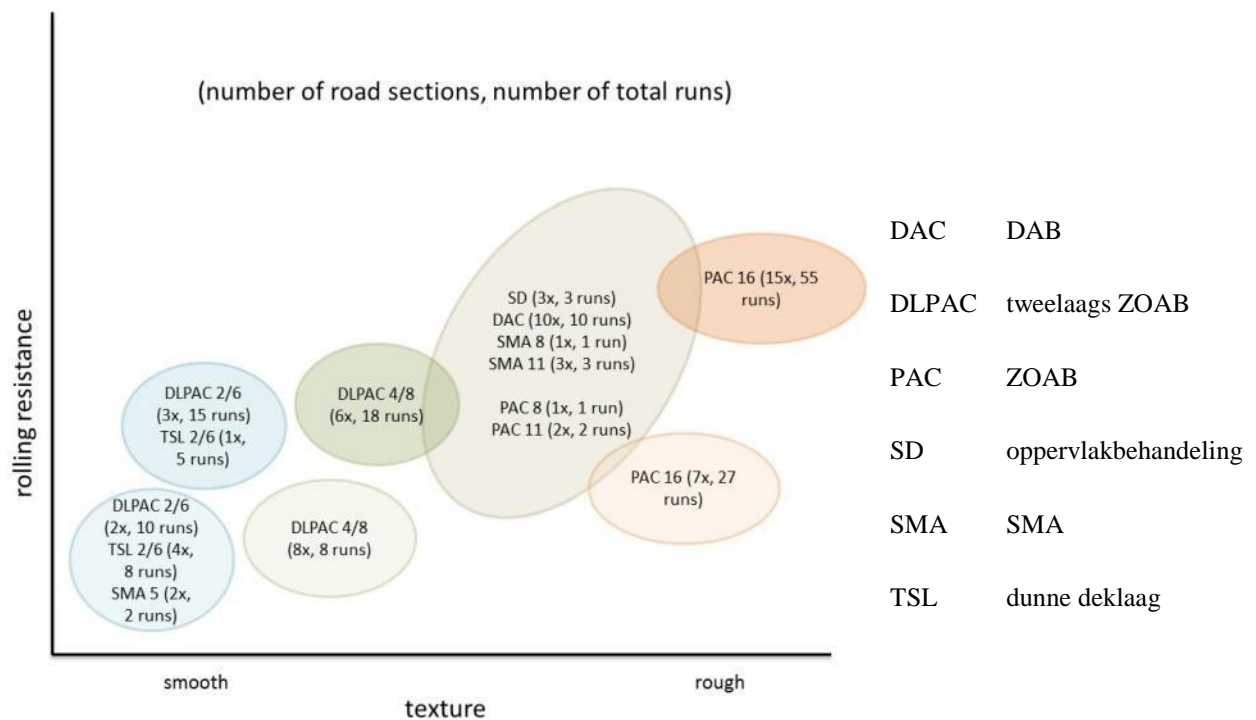 (number of road sections, number of total runs)
rolling resistance
DLPAC 2/6
(3x, 15 runs)
TSL 2/6 (1x,
5 runs)
DLPAC 2/6
(2x, 10 runs)
TSL 2/6 (4x,
8 runs)
SMA 5 (2x,
2 runs)
DLPAC 4/8
(6x, 18 runs)
DLPAC 4/8
(8x, 8 runs)
SD (3x, 3 runs)
DAC (10x, 10 runs)
SMA 8 (1x, 1 run)
SMA 11 (3x, 3 runs)
PAC 8 (1x, 1 run)
PAC 11 (2x, 2 runs)
PAC 16 (15x, 55
runs)
PAC 16 (7x, 27
runs)
smooth
rough
texture
DAC DAB
DLPAC tweelaags ZOAB
PAC ZOAB
SD oppervlakbehandeling
SMA SMA
TSL dunne deklaag